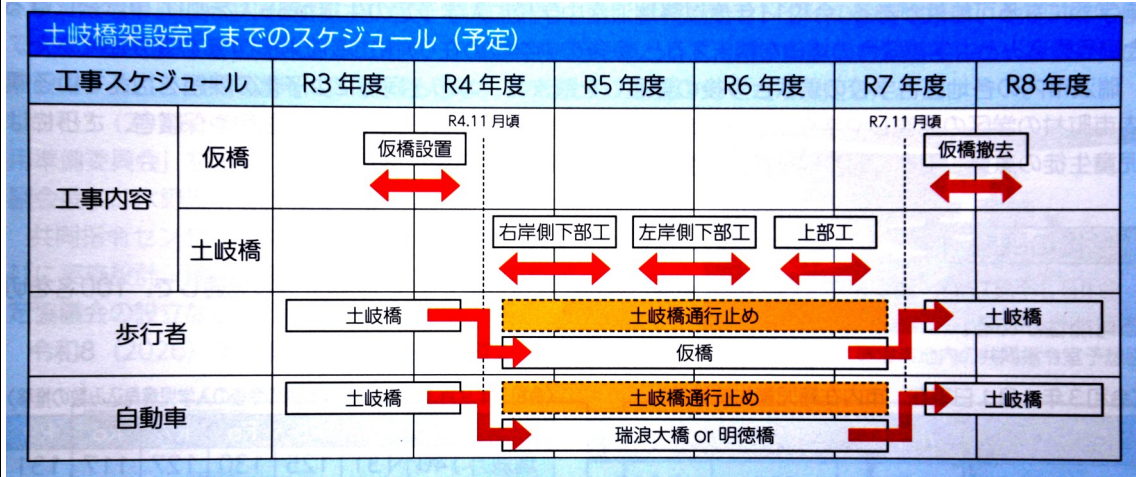 土岐橋架設完了までのスケジュール（予定）
工事スケジュール R3 年度 R4 年度 R5 年度 R6 年度 R7 年度 R8 年度
R4.11 月頃 R7.11 月頃
工事内容
仮橋 仮橋設置 仮橋撤去
土岐橋 右岸側下部工 左岸側下部工 上部工
歩行者 土岐橋 土岐橋通行止め 土岐橋
仮橋
自動車 土岐橋 土岐橋通行止め 土岐橋
瑞浪大橋 or 明徳橋